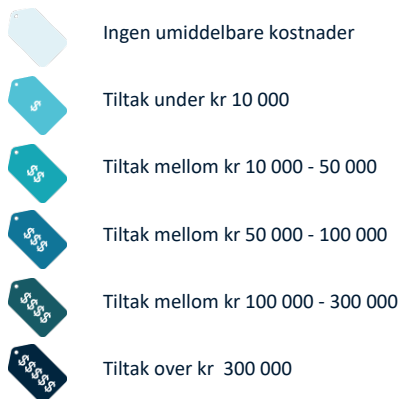 Ingen umiddelbare kostnader
$ Tiltak under kr 10 000
$$ Tiltak mellom kr 10 000 - 50 000
$$$ Tiltak mellom kr 50 000 - 100 000
$$$$ Tiltak mellom kr 100 000 - 300 000
$$$$$ Tiltak over kr  300 000